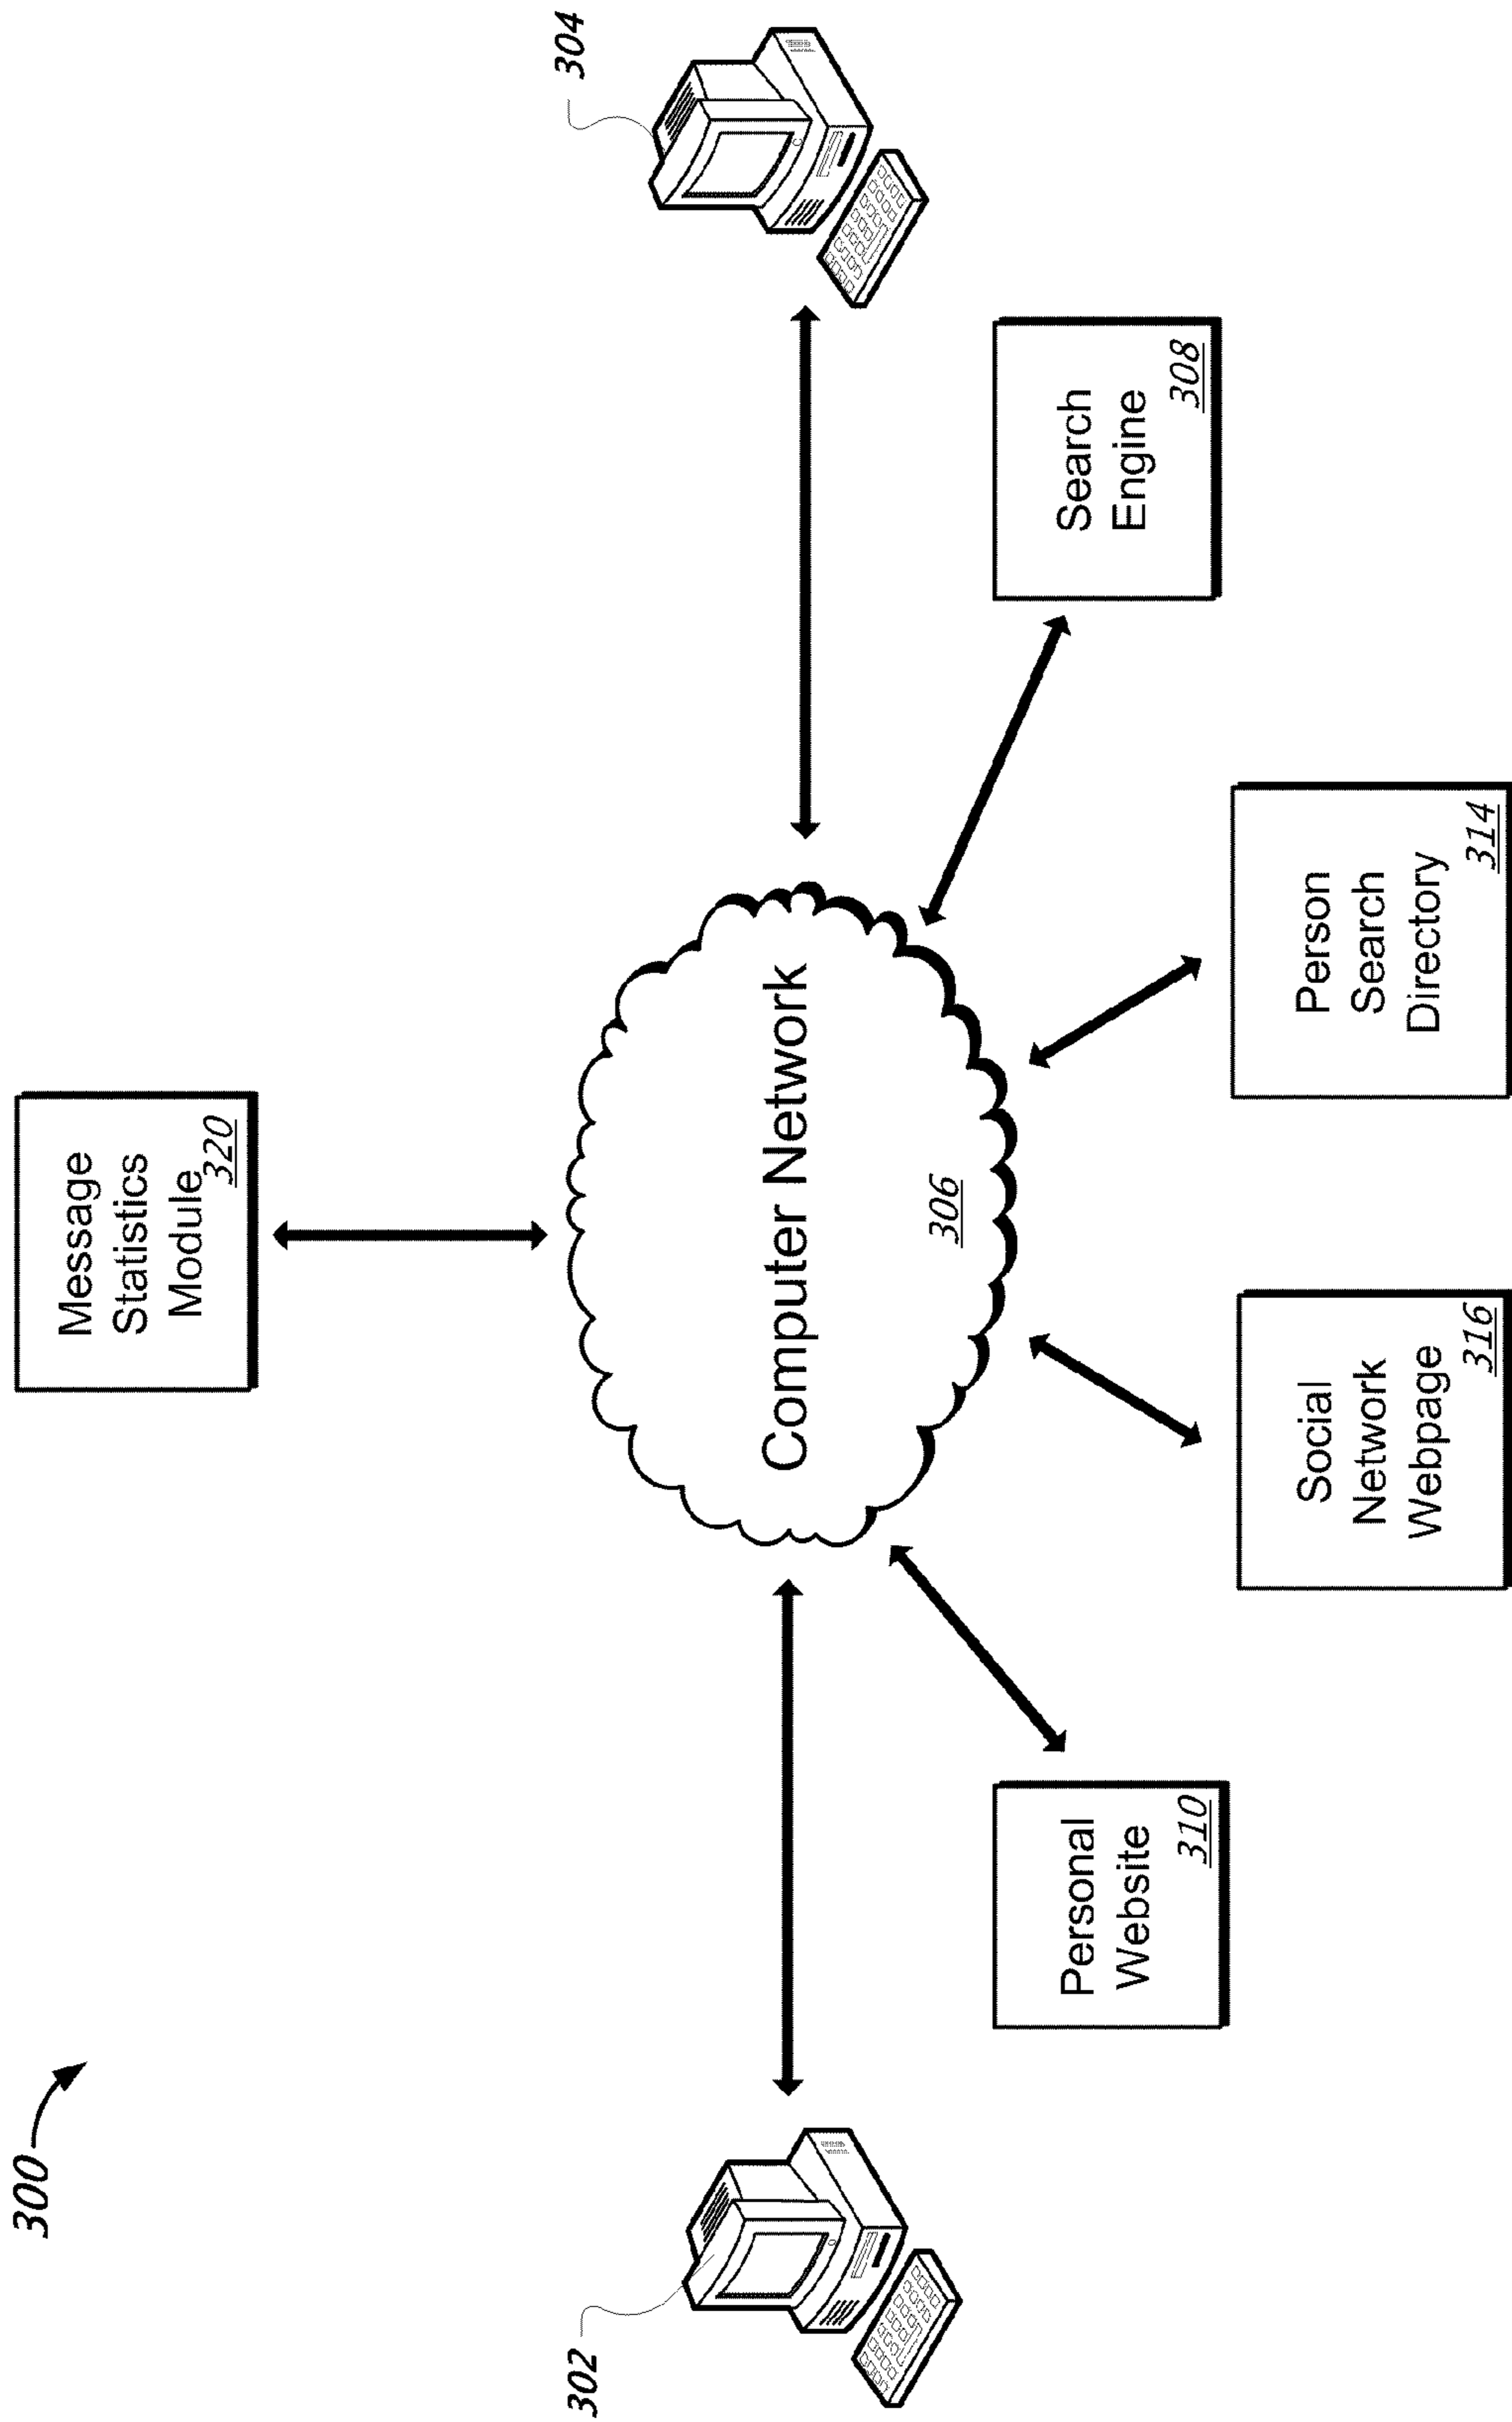 300
Message
Statistics
Module
320
302
304
Computer Network
306
Personal
Website
310
Social
Network
Webpage
316
Person
Search
Directory
314
Search
Engine
308